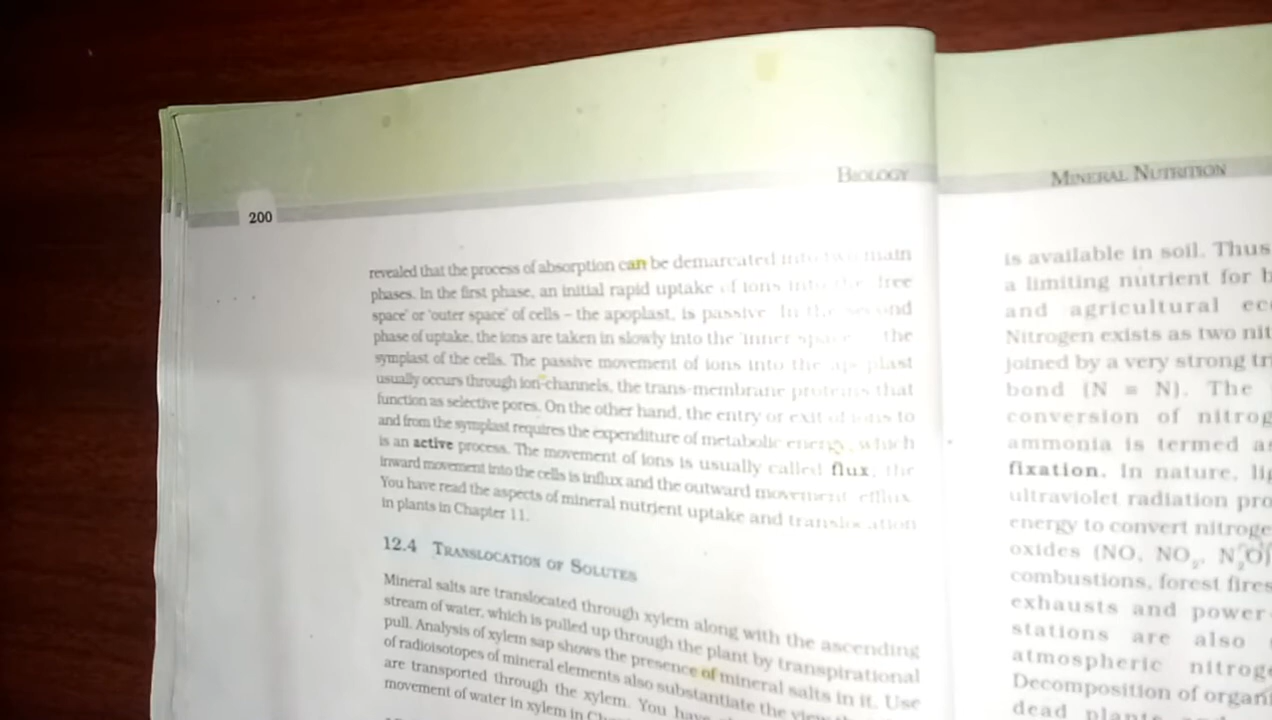 BIOLOGY
200
revealed that the process of absorption can be demarcated into two main
phases. In the first phase, an initial rapid uptake of ions into the 'free
space' or 'outer space' of cells – the apoplast, is passive. In the second
phase of uptake, the ions are taken in slowly into the 'inner space' the
symplast of the cells. The passive movement of ions into the apoplast
usually occurs through ion-channels, the trans-membrane proteins that
function as selective pores. On the other hand, the entry or exit of ions to
and from the symplast requires the expenditure of metabolic energy, which
is an active process. The movement of ions is usually called flux, the
inward movement into the cells is influx and the outward movement efflux.
You have read the aspects of mineral nutrient uptake and translocation
in plants in Chapter 11.
12.4 TRANSLOCATION OF SOLUTES
Mineral salts are translocated through xylem along with the ascending
stream of water, which is pulled up through the plant by transpirational
pull. Analysis of xylem sap shows the presence of mineral salts in it. Use
of radioisotopes of mineral elements also substantiate the view
are transported through the xylem. You have
movement of water in xylem in
MINERAL NUTRITION
is available in soil. Thus
a limiting nutrient for
and agricultural
Nitrogen exists as two
joined by a very strong
bond (N ≡ N). The
conversion of
ammonia is termed
fixation. In nature,
ultraviolet radiation
energy to convert
oxides (NO, NO₂, N₂O)
combustions, forest fires
exhausts and power
stations are also
atmospheric
Decomposition of
dead plants